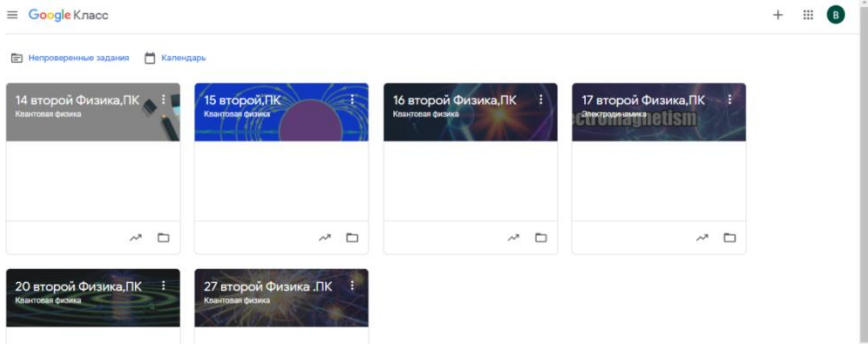 Google Класс
B
Непроверенные задания
Календарь
14 второй Физика,ПК
Квантовая физика
15 второй,ПК
Квантовая физика
16 второй Физика,ПК
Квантовая физика
17 второй Физика,ПК
Электродинамика
ectromagnetism
20 второй Физика,ПК
Квантовая физика
27 второй Физика .ПК
Квантовая физика